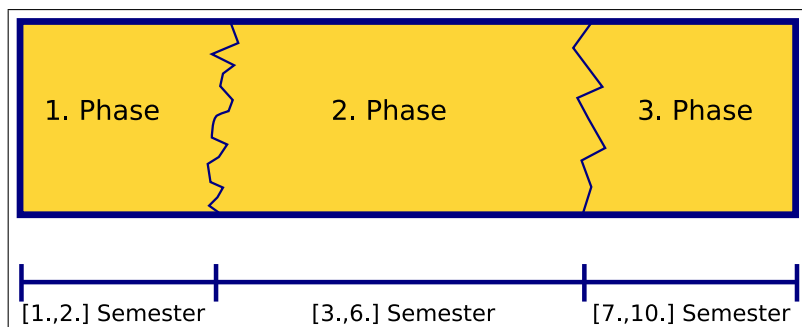 1. Phase 2. Phase 3. Phase
[1.,2.] Semester [3.,6.] Semester [7.,10.] Semester